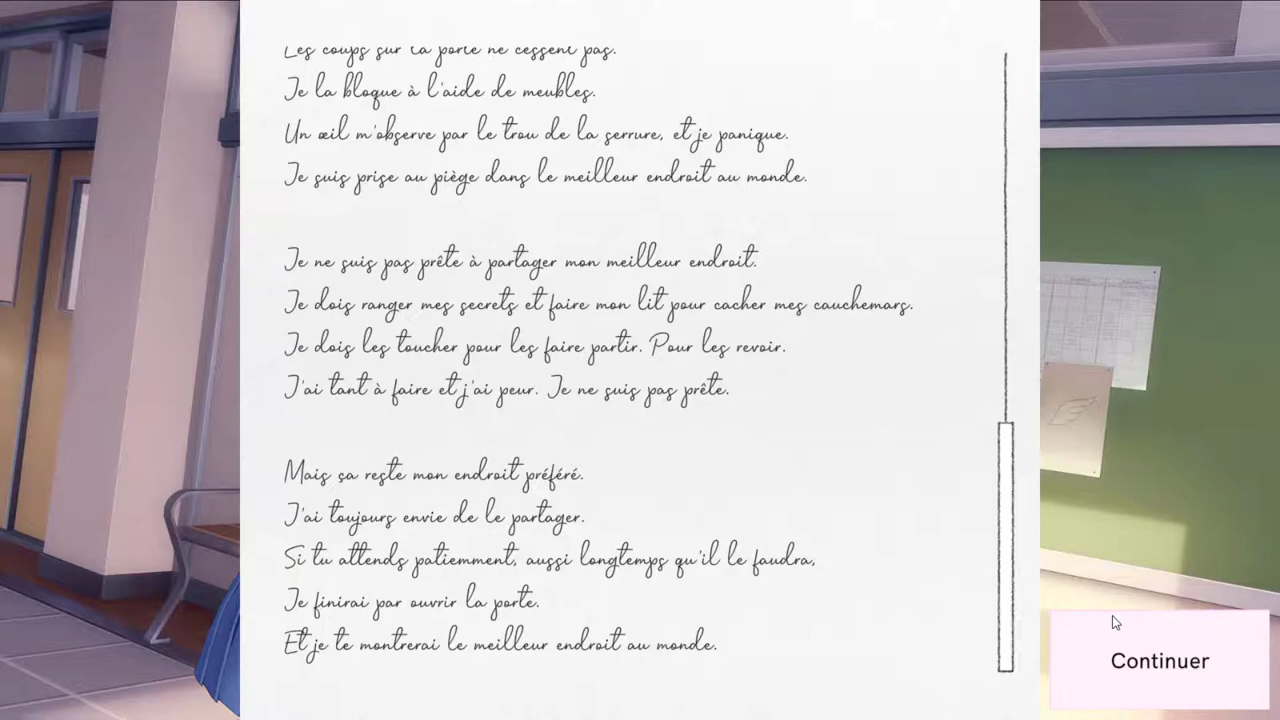 Les coups sur la porte ne cessent pas.
Je la bloque à l'aide de meubles.
Un œil m'observe par le trou de la serrure, et je panique.
Je suis prise au piège dans le meilleur endroit au monde.
Je ne suis pas prête à partager mon meilleur endroit.
Je dois ranger mes secrets et faire mon lit pour cacher mes cauchemars.
Je dois les toucher pour les faire partir. Pour les revoir.
J'ai tant à faire et j'ai peur. Je ne suis pas prête.
Mais ça reste mon endroit préféré.
J'ai toujours envie de le partager.
Si tu attends patiemment, aussi longtemps qu'il le faudra,
Je finirai par ouvrir la porte.
Et je te montrerai le meilleur endroit au monde.
Continuer